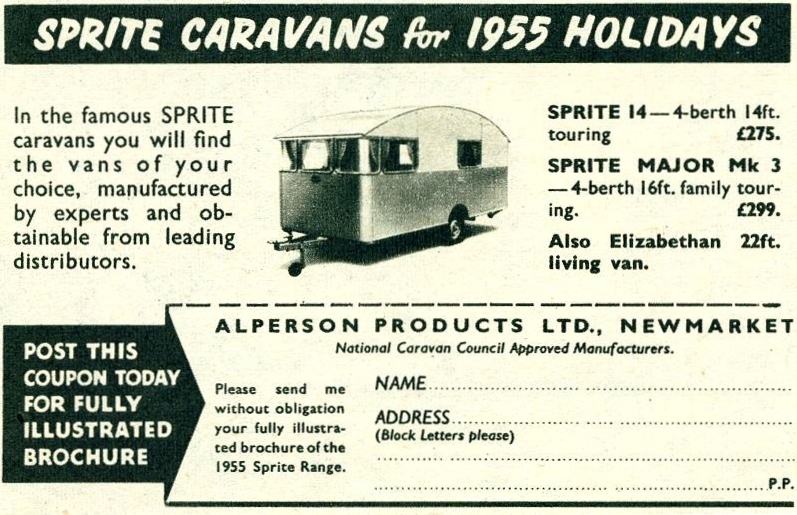 SPRITE CARAVANS for 1955 HOLIDAYS
In the famous SPRITE
caravans you will find
the vans of your
choice, manufactured
by experts and ob-
tainable from leading
distributors.
SPRITE 14—4-berth 14ft.
touring £275.
SPRITE MAJOR Mk 3
—4-berth 16ft. family tour-
ing. £299.
Also Elizabethan 22ft.
living van.
POST THIS
COUPON TODAY
FOR FULLY
ILLUSTRATED
BROCHURE
ALPERSON PRODUCTS LTD., NEWMARKET
National Caravan Council Approved Manufacturers.
Please send me
without obligation
your fully illustra-
ted brochure of the
1955 Sprite Range.
NAME
ADDRESS
(Block Letters please)
P.P.